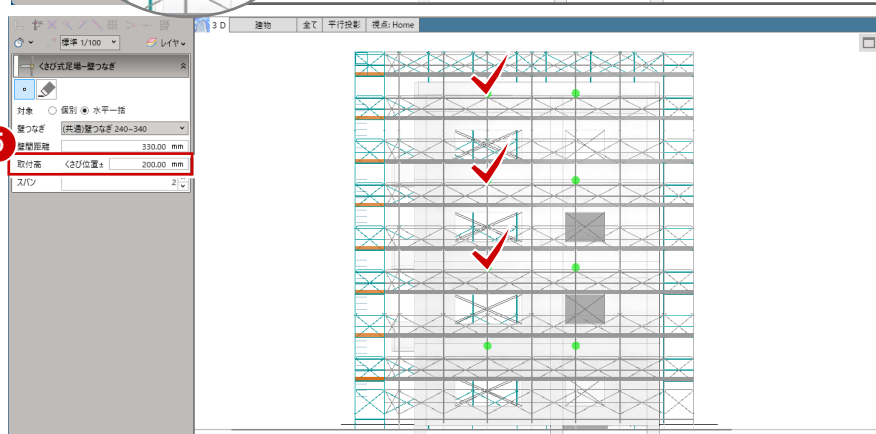 3 D 建物 全て 平行投影 視点: Home
標準 1/100 レイヤ
くさび式足場-壁つなぎ
対象 個別 水平一括
壁つなぎ (共通)壁つなぎ 240~340
壁間距離 330.00 mm
取付高 くさび位置± 200.00 mm
スパン 2